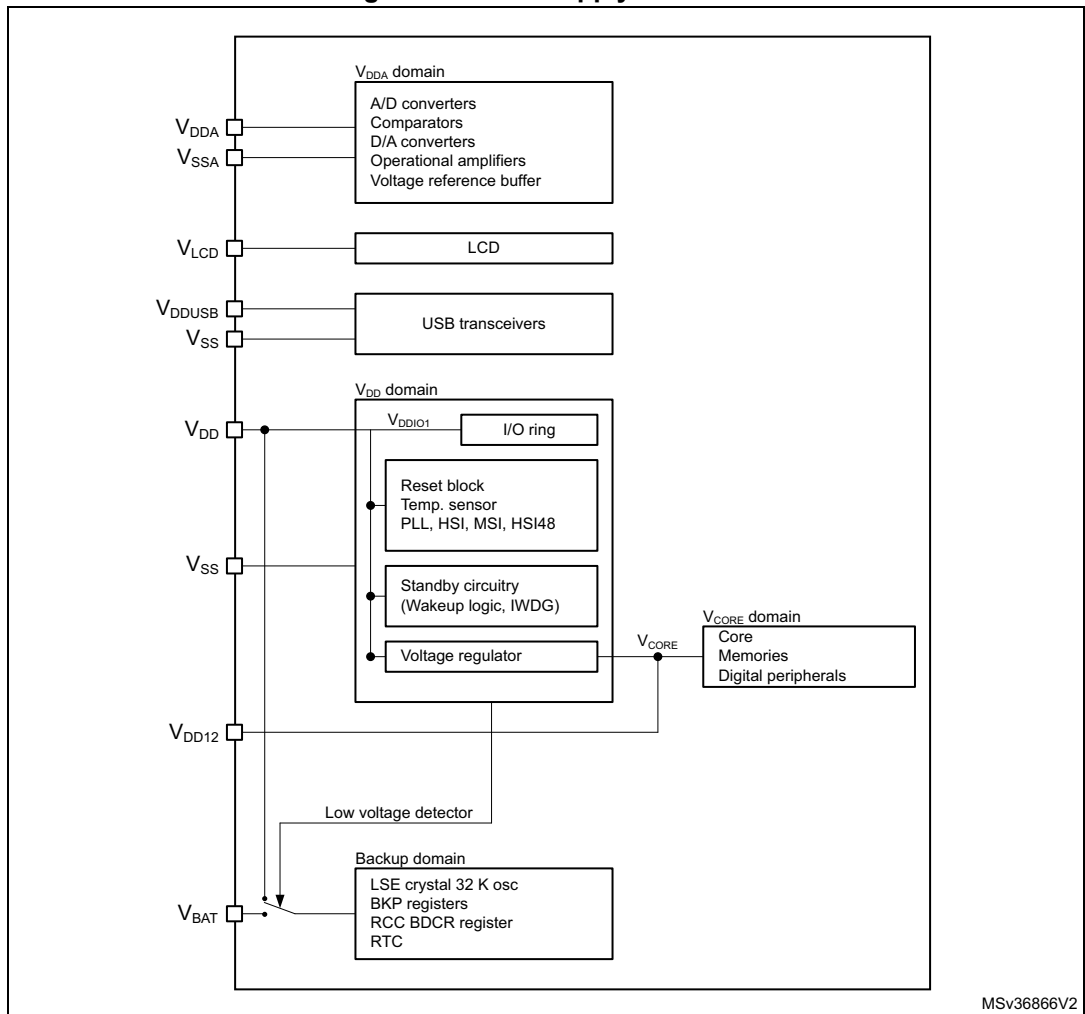 V_DDA domain
A/D converters
Comparators
D/A converters
Operational amplifiers
Voltage reference buffer
V_DDA
V_SSA
V_LCD
LCD
V_DDUSB
V_SS
USB transceivers
V_DD domain
V_DD
V_DDIO1
I/O ring
Reset block
Temp. sensor
PLL, HSI, MSI, HSI48
V_SS
Standby circuitry
(Wakeup logic, IWDG)
Voltage regulator
V_CORE
V_CORE domain
Core
Memories
Digital peripherals
V_DD12
Low voltage detector
Backup domain
LSE crystal 32 K osc
BKP registers
RCC BDCR register
RTC
V_BAT
MSv36866V2